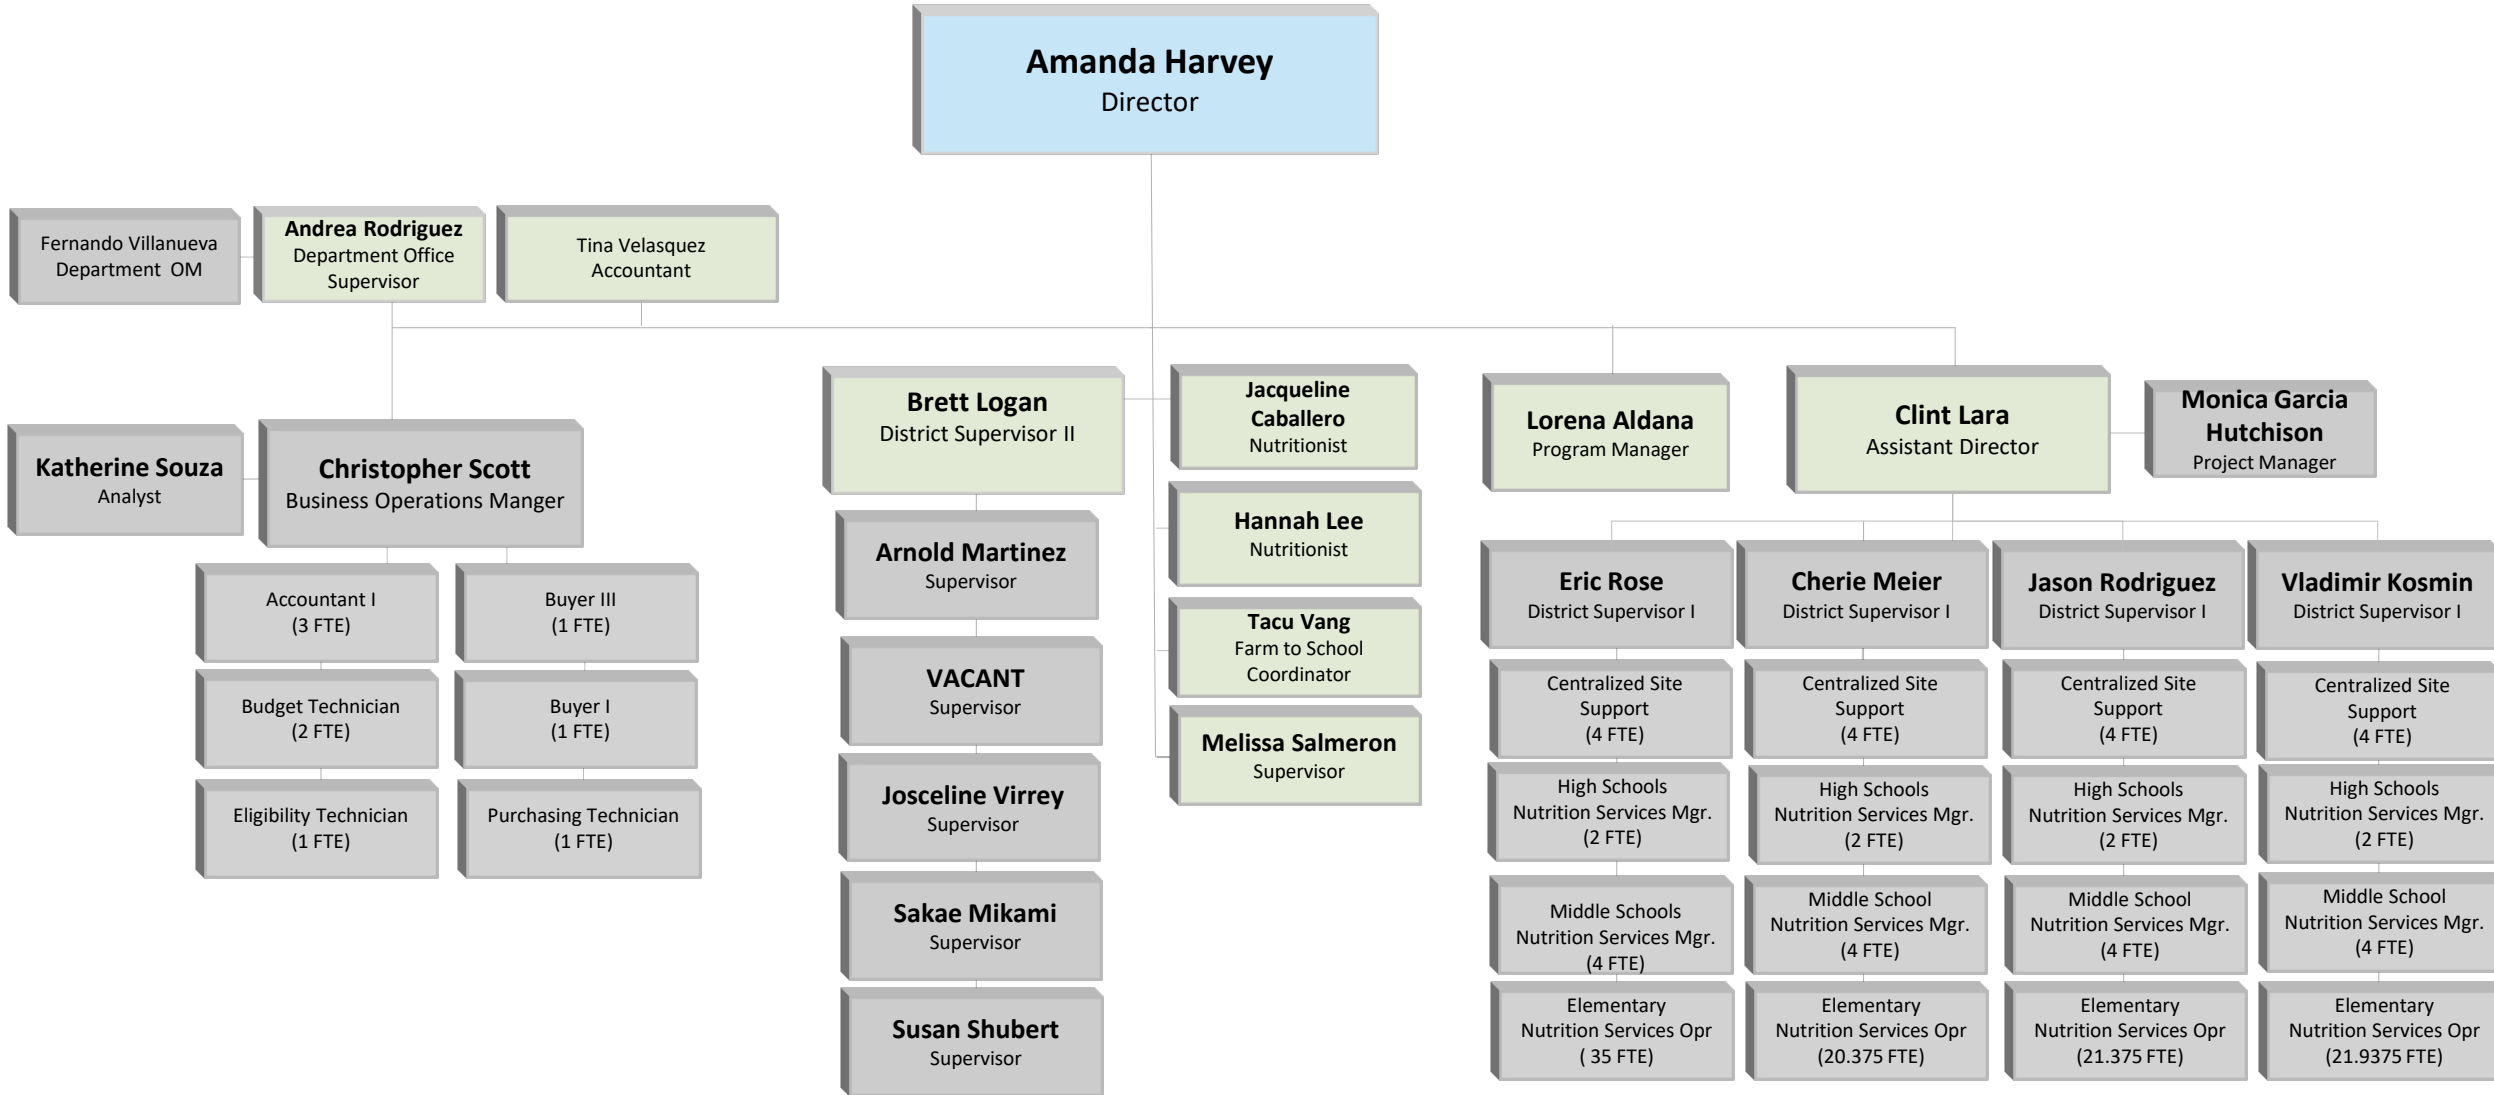 Amanda Harvey
Director
Fernando Villanueva
Department  OM
Andrea Rodriguez
Department Office
Supervisor
Tina Velasquez
Accountant
Katherine Souza
Analyst
Christopher Scott
Business Operations Manger
Accountant I
(3 FTE)
Budget Technician
(2 FTE)
Eligibility Technician
(1 FTE)
Buyer III
(1 FTE)
Buyer I
(1 FTE)
Purchasing Technician
(1 FTE)
Brett Logan
District Supervisor II
Arnold Martinez
Supervisor
VACANT
Supervisor
Josceline Virrey
Supervisor
Sakae Mikami
Supervisor
Susan Shubert
Supervisor
Jacqueline
Caballero
Nutritionist
Hannah Lee
Nutritionist
Tacu Vang
Farm to School
Coordinator
Melissa Salmeron
Supervisor
Lorena Aldana
Program Manager
Clint Lara
Assistant Director
Monica Garcia
Hutchison
Project Manager
Eric Rose
District Supervisor I
Centralized Site
Support
(4 FTE)
High Schools
Nutrition Services Mgr.
(2 FTE)
Middle Schools
Nutrition Services Mgr.
(4 FTE)
Elementary
Nutrition Services Opr
( 35 FTE)
Cherie Meier
District Supervisor I
Centralized Site
Support
(4 FTE)
High Schools
Nutrition Services Mgr.
(2 FTE)
Middle School
Nutrition Services Mgr.
(4 FTE)
Elementary
Nutrition Services Opr
(20.375 FTE)
Jason Rodriguez
District Supervisor I
Centralized Site
Support
(4 FTE)
High Schools
Nutrition Services Mgr.
(2 FTE)
Middle School
Nutrition Services Mgr.
(4 FTE)
Elementary
Nutrition Services Opr
(21.375 FTE)
Vladimir Kosmin
District Supervisor I
Centralized Site
Support
(4 FTE)
High Schools
Nutrition Services Mgr.
(2 FTE)
Middle School
Nutrition Services Mgr.
(4 FTE)
Elementary
Nutrition Services Opr
(21.9375 FTE)